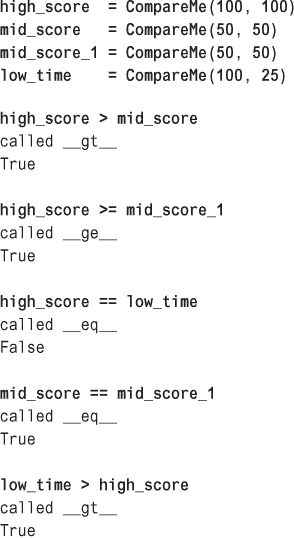 high_score  = CompareMe(100, 100)
mid_score   = CompareMe(50, 50)
mid_score_1 = CompareMe(50, 50)
low_time    = CompareMe(100, 25)

high_score > mid_score
called __gt__
True

high_score >= mid_score_1
called __ge__
True

high_score == low_time
called __eq__
False

mid_score == mid_score_1
called __eq__
True

low_time > high_score
called __gt__
True